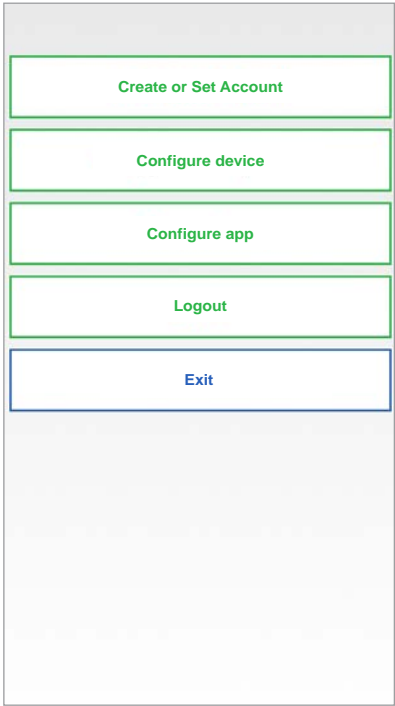 Create or Set Account
Configure device
Configure app
Logout
Exit